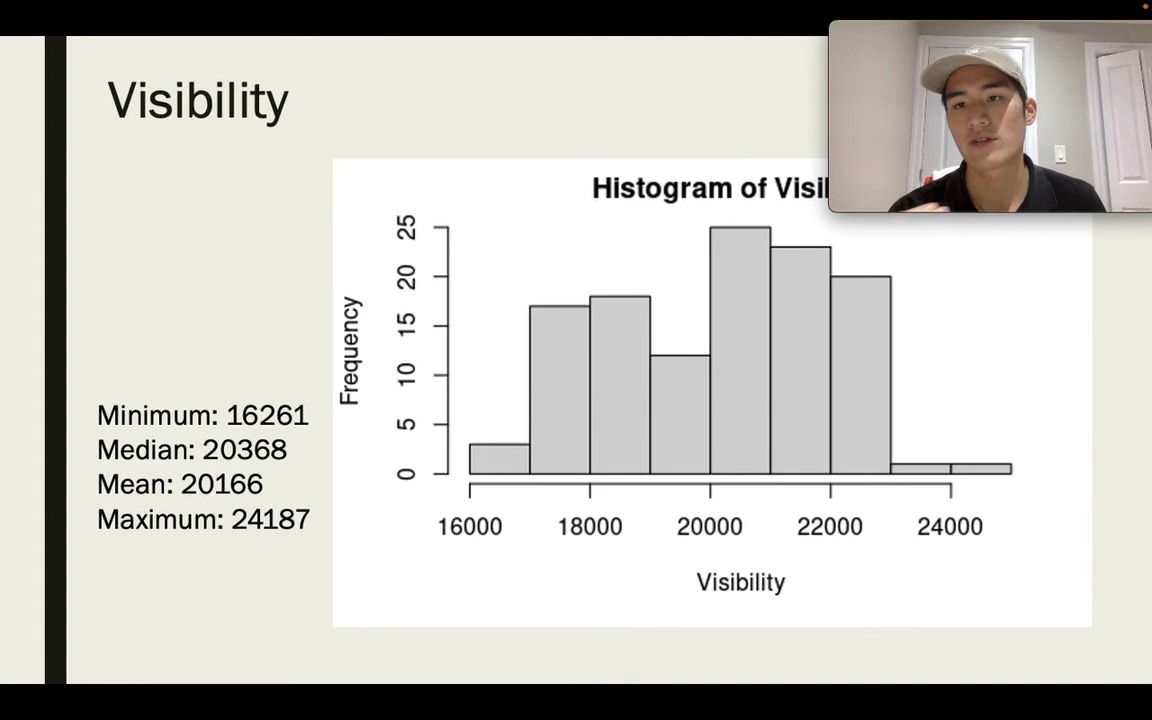 Visibility
Histogram of Visi
25
20
15
10
5
0
Frequency
16000 18000 20000 22000 24000
Visibility
Minimum: 16261
Median: 20368
Mean: 20166
Maximum: 24187